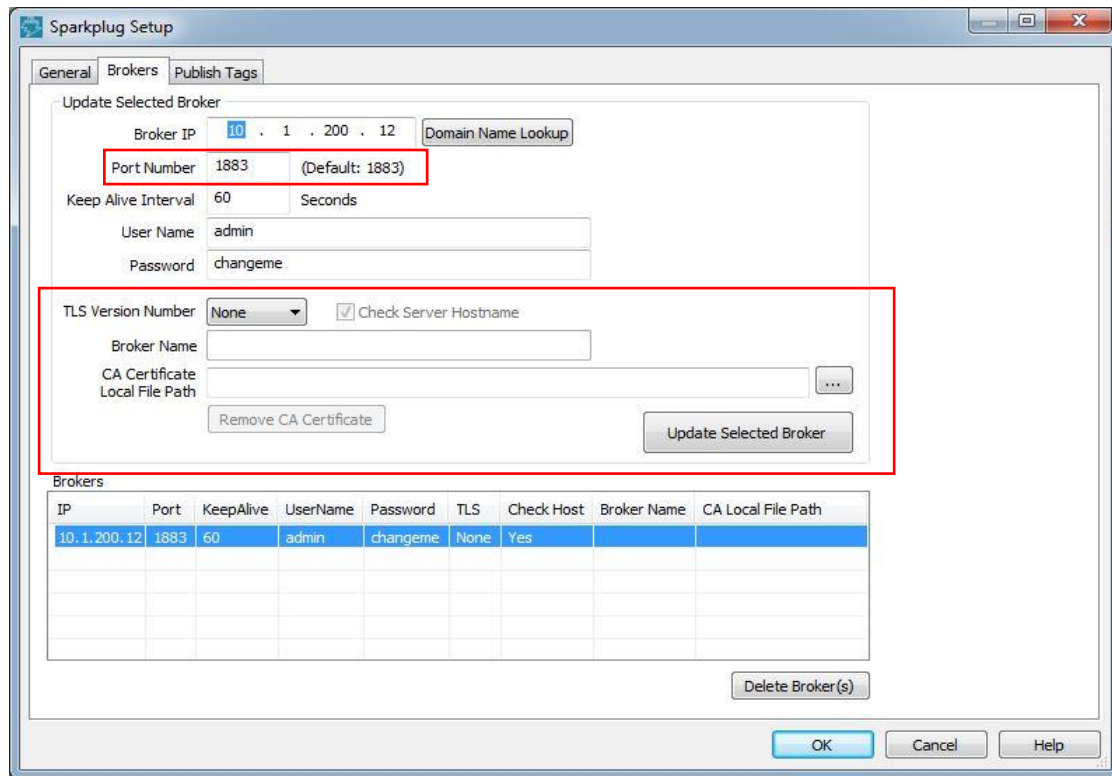 Sparkplug Setup
General Brokers Publish Tags
Update Selected Broker
Broker IP 10 . 1 . 200 . 12 Domain Name Lookup
Port Number 1883 (Default: 1883)
Keep Alive Interval 60 Seconds
User Name admin
Password changeme
TLS Version Number None Check Server Hostname
Broker Name
CA Certificate
Local File Path ...
Remove CA Certificate
Update Selected Broker
Brokers
IP Port KeepAlive UserName Password TLS Check Host Broker Name CA Local File Path
10.1.200.12 1883 60 admin changeme None Yes
Delete Broker(s)
OK Cancel Help